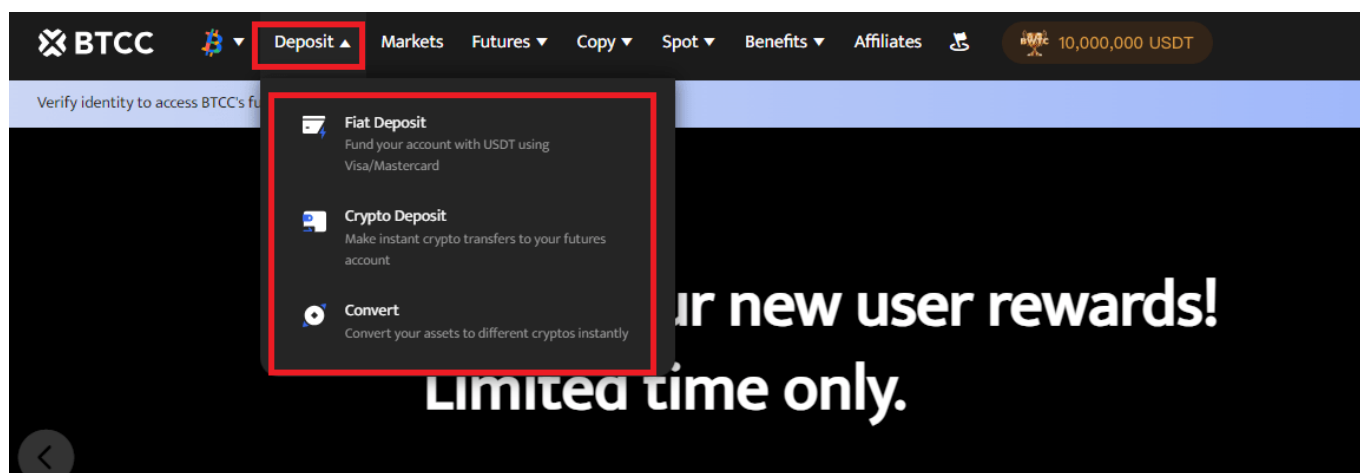 BTCC Deposit Markets Futures Copy Spot Benefits Affiliates 10,000,000 USDT
Verify identity to access BTCC's fu
Fiat Deposit
Fund your account with USDT using
Visa/Mastercard
Crypto Deposit
Make instant crypto transfers to your futures
account
Convert
Convert your assets to different cryptos instantly
ur new user rewards!
Limited time only.